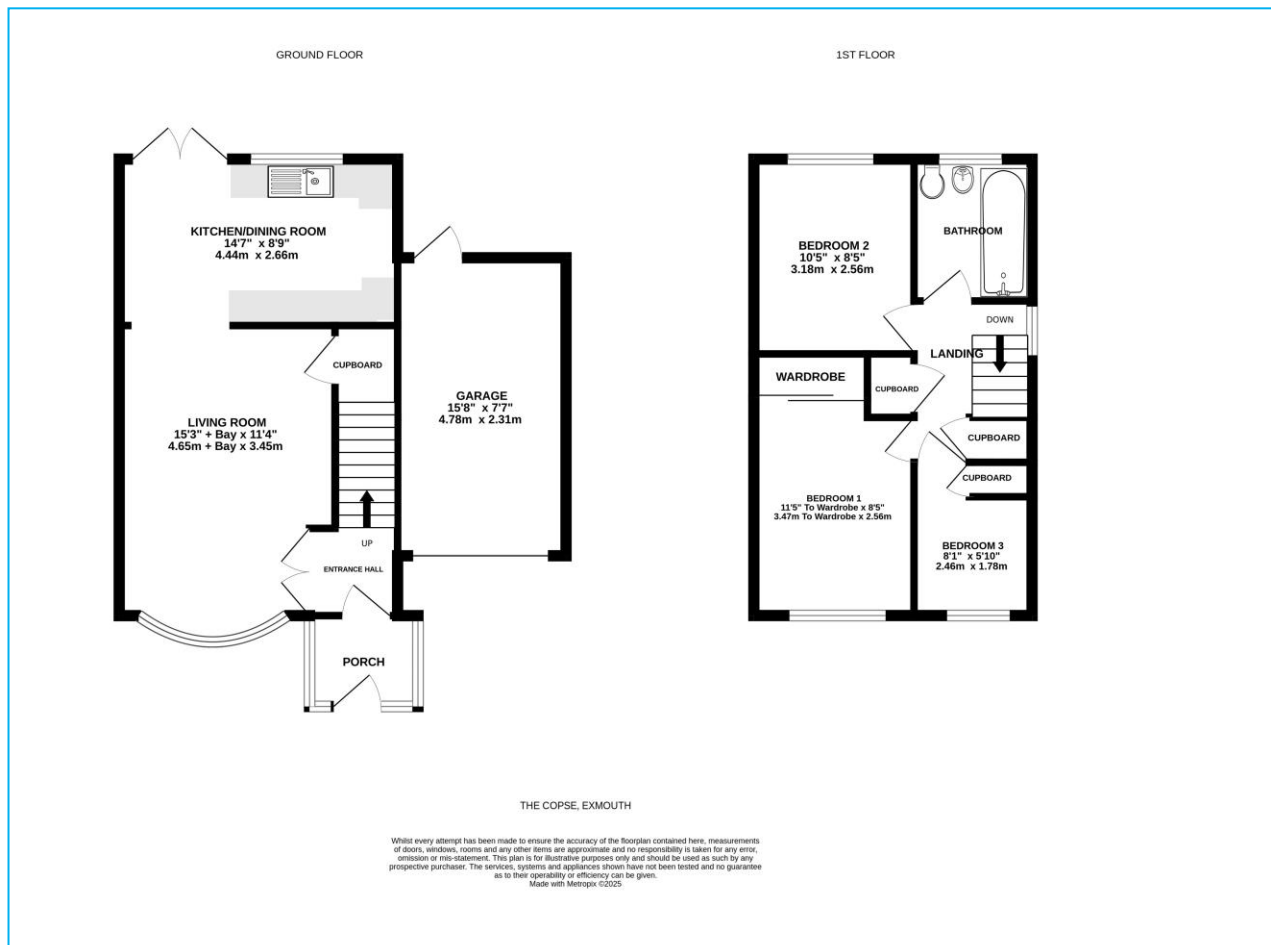 GROUND FLOOR
KITCHEN/DINING ROOM
14'7" x 8'9"
4.44m x 2.66m
CUPBOARD
LIVING ROOM
15'3" + Bay x 11'4"
4.65m + Bay x 3.45m
GARAGE
15'8" x 7'7"
4.78m x 2.31m
UP
ENTRANCE HALL
PORCH
1ST FLOOR
BEDROOM 2
10'5" x 8'5"
3.18m x 2.56m
BATHROOM
DOWN
LANDING
WARDROBE
CUPBOARD
CUPBOARD
CUPBOARD
BEDROOM 1
11'5" To Wardrobe x 8'5"
3.47m To Wardrobe x 2.56m
BEDROOM 3
8'1" x 5'10"
2.46m x 1.78m
THE COPSE, EXMOUTH
Whilst every attempt has been made to ensure the accuracy of the floorplan contained here, measurements
of doors, windows, rooms and any other items are approximate and no responsibility is taken for any error,
omission or mis-statement. This plan is for illustrative purposes only and should be used as such by any
prospective purchaser. The services, systems and appliances shown have not been tested and no guarantee
as to their operability or efficiency can be given.
Made with Metropix ©2025